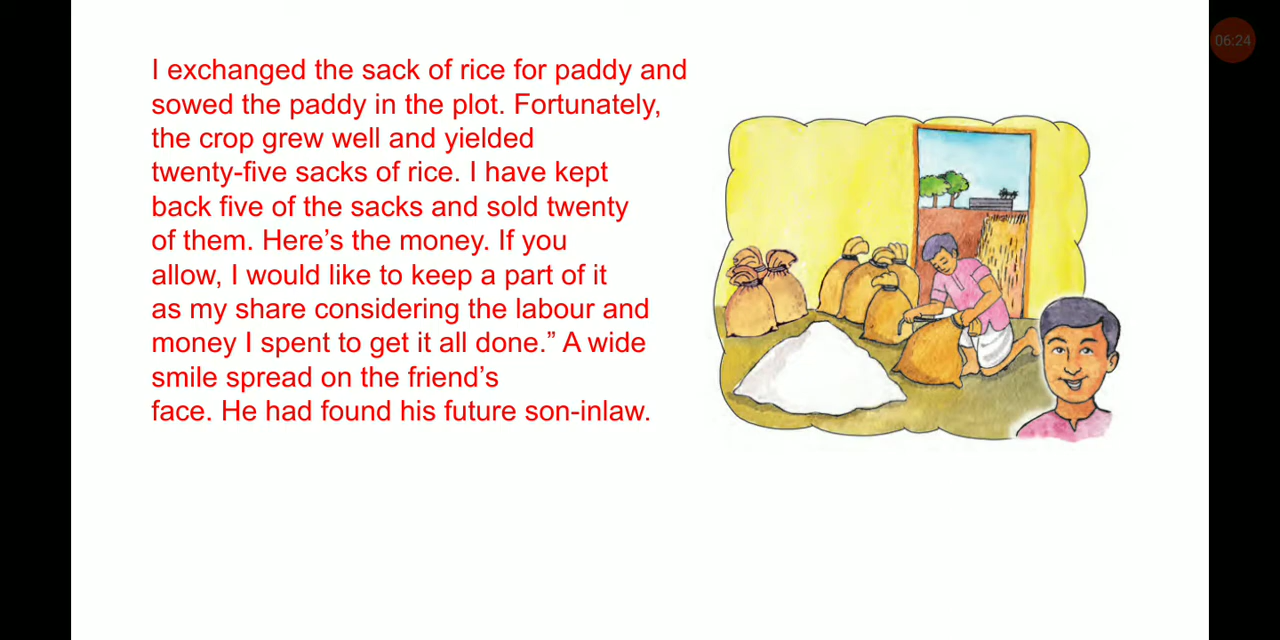 I exchanged the sack of rice for paddy and
sowed the paddy in the plot. Fortunately,
the crop grew well and yielded
twenty-five sacks of rice. I have kept
back five of the sacks and sold twenty
of them. Here’s the money. If you
allow, I would like to keep a part of it
as my share considering the labour and
money I spent to get it all done.” A wide
smile spread on the friend’s
face. He had found his future son-inlaw.
06:24